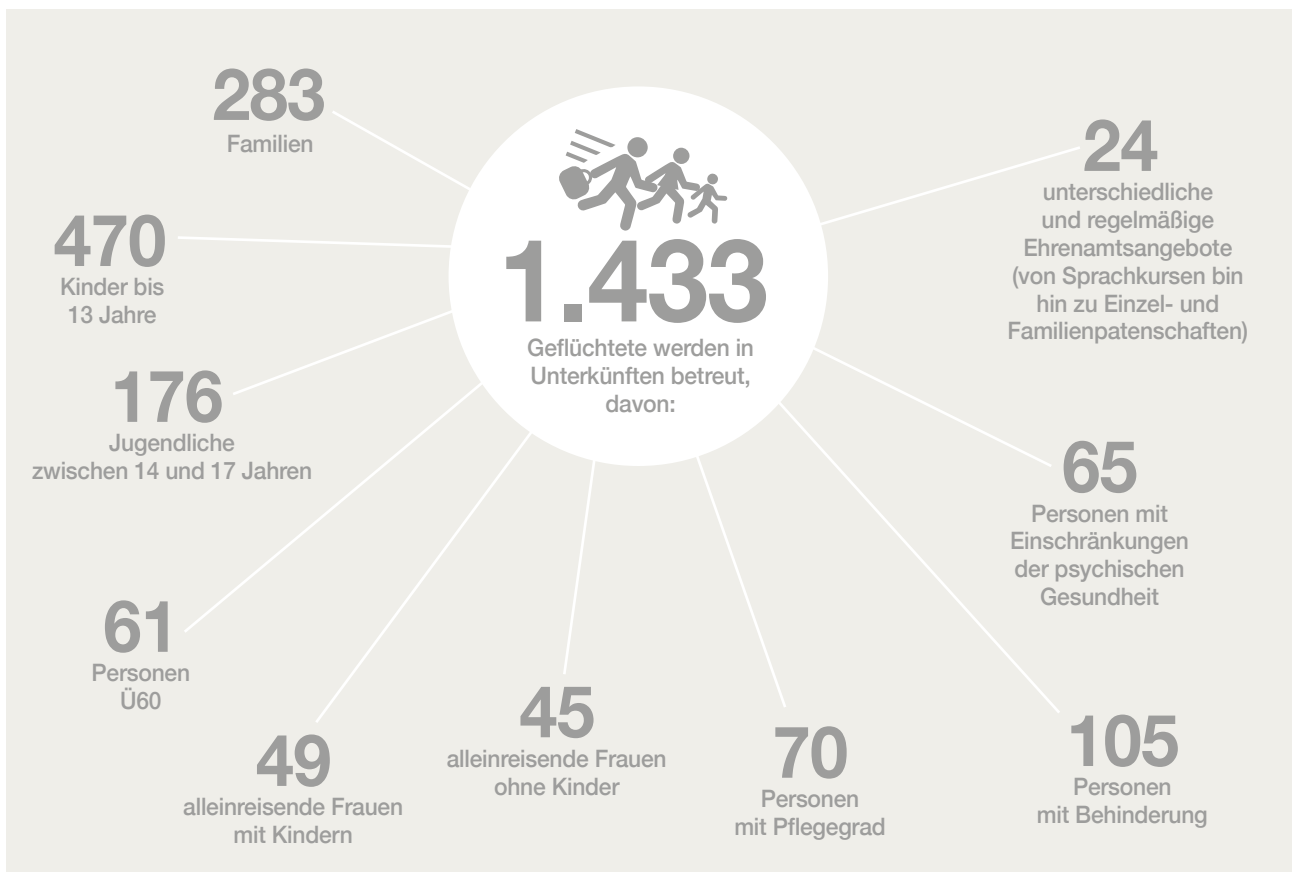 1.433
Geflüchtete werden in
Unterkünften betreut,
davon:
283
Familien
470
Kinder bis
13 Jahre
176
Jugendliche
zwischen 14 und 17 Jahren
61
Personen
Ü60
49
alleinreisende Frauen
mit Kindern
45
alleinreisende Frauen
ohne Kinder
70
Personen
mit Pflegegrad
105
Personen
mit Behinderung
65
Personen mit
Einschränkungen
der psychischen
Gesundheit
24
unterschiedliche
und regelmäßige
Ehrenamtsangebote
(von Sprachkursen bin
hin zu Einzel- und
Familienpatenschaften)